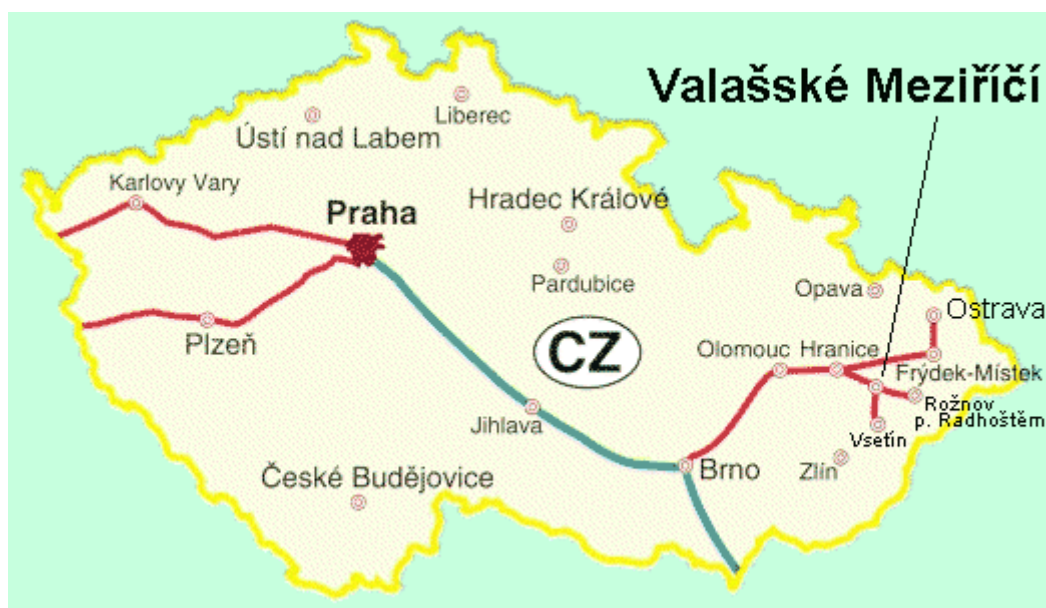 Valašské Meziříčí
Liberec
Ústí nad Labem
Karlovy Vary
Hradec Králové
Praha
Pardubice
Opava
Ostrava
Plzeň
CZ
Olomouc
Hranice
Frýdek-Místek
Rožnov
p. Radhoštěm
Jihlava
Vsetín
Brno
Zlín
České Budějovice